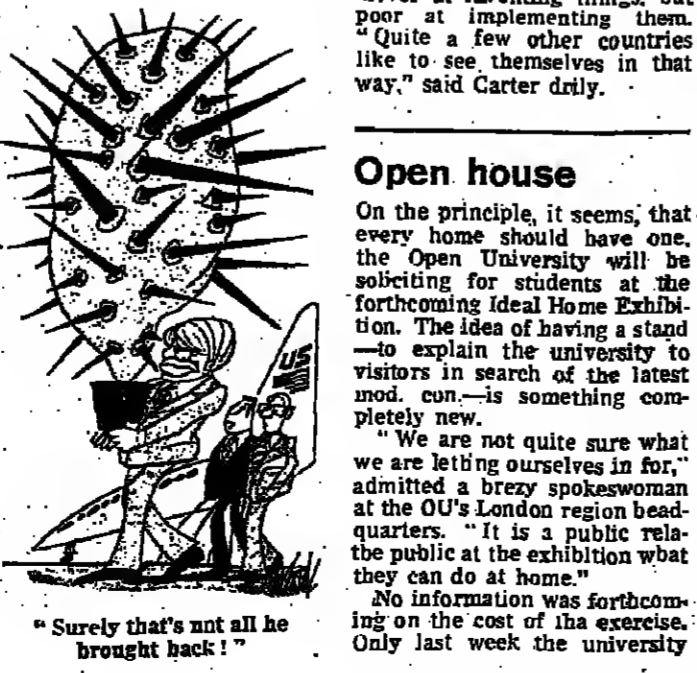 US
" Surely that's nnt all he
brought back ! "
poor at implementing them.
" Quite a few other countries
like to see themselves in that
way," said Carter drily.
Open house
On the principle, it seems, that
every home should have one,
the Open University will be
soliciting for students at the
forthcoming Ideal Home Exhibi-
tion. The idea of having a stand
—to explain the university to
visitors in search of the latest
mod. con.—is something com-
pletely new.
" We are not quite sure what
we are letting ourselves in for,"
admitted a brezy spokeswoman
at the OU's London region head-
quarters. " It is a public rela-
the public at the exhibition what
they can do at home."
No information was forthcom-
ing on the cost of the exercise.
Only last week the university